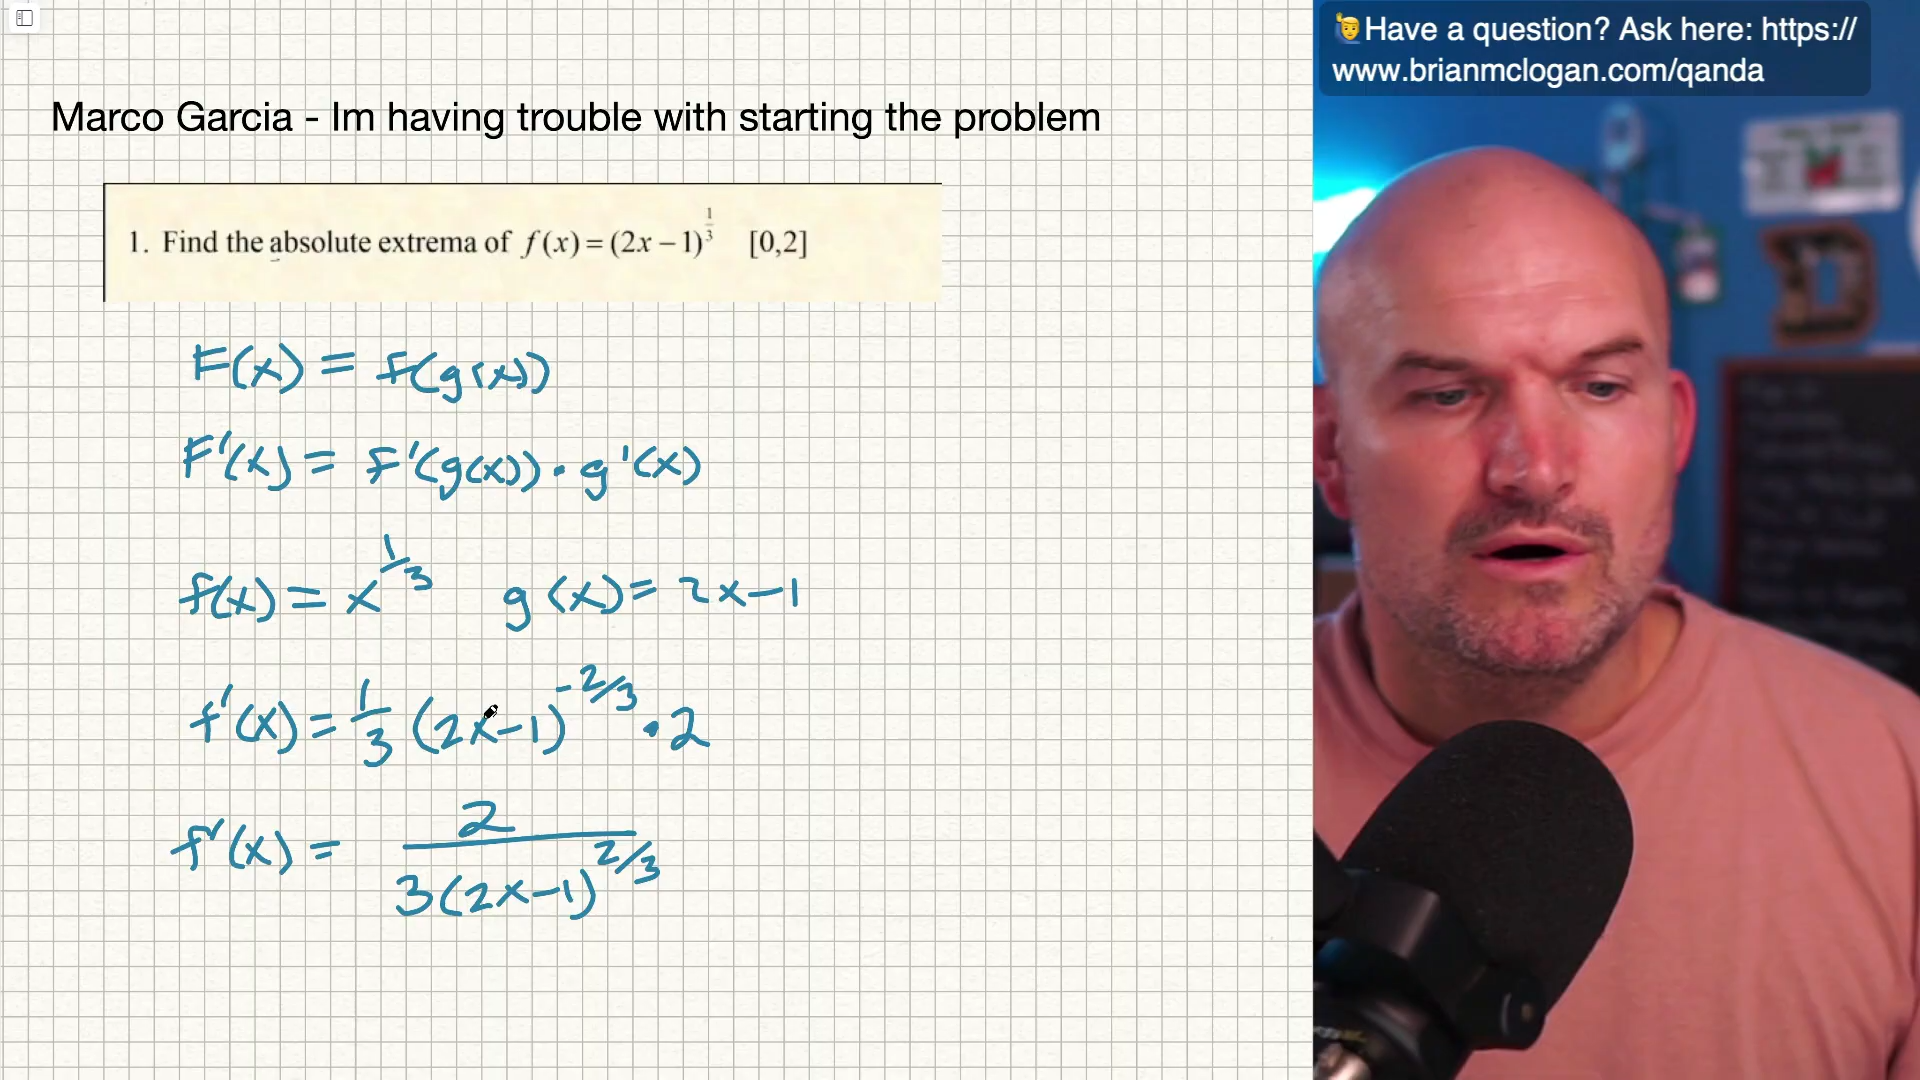 🙋‍♂️Have a question? Ask here: https://
www.brianmclogan.com/qanda
Marco Garcia - Im having trouble with starting the problem
1. Find the absolute extrema of f(x) = (2x − 1)^(1/3) [0,2]
F(x) = f(g(x))
F'(x) = f'(g(x)) · g'(x)
f(x) = x^(1/3) g(x) = 2x−1
f'(x) = 1/3 (2x−1)^(-2/3) · 2
f'(x) = 2 / 3(2x−1)^(2/3)